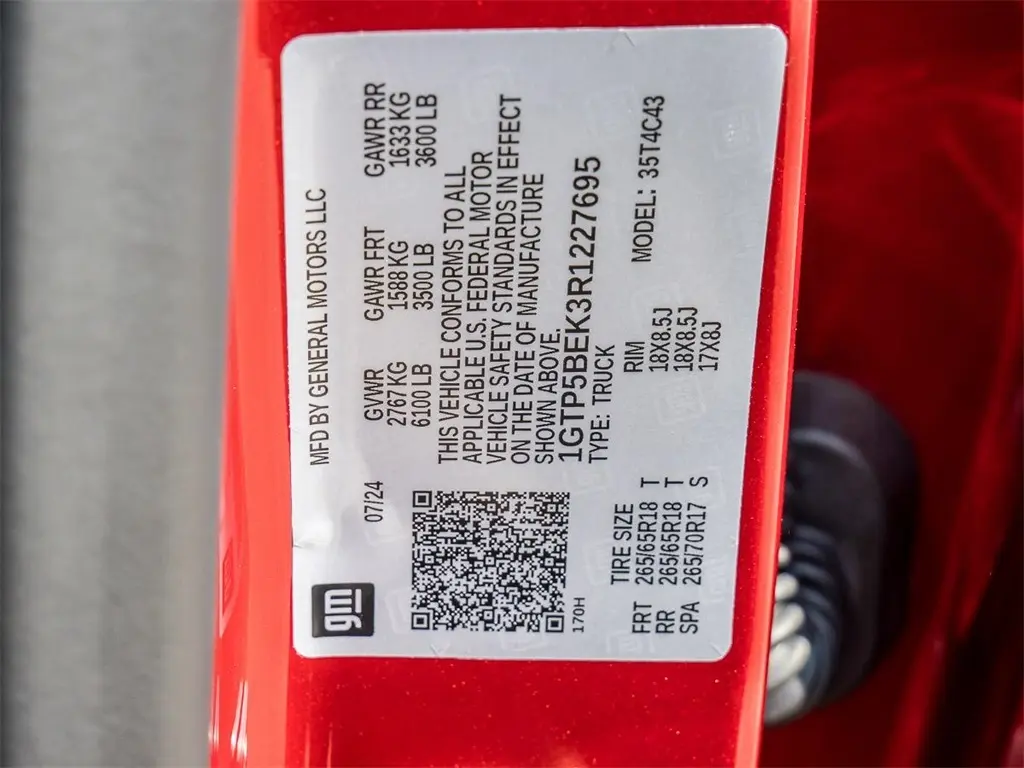 gm
MFD BY GENERAL MOTORS LLC
07/24
GVWR GAWR FRT GAWR RR
2767 KG 1588 KG 1633 KG
6100 LB 3500 LB 3600 LB
THIS VEHICLE CONFORMS TO ALL
APPLICABLE U.S. FEDERAL MOTOR
VEHICLE SAFETY STANDARDS IN EFFECT
ON THE DATE OF MANUFACTURE
SHOWN ABOVE.
1GTP5BEK3R1227695
TYPE: TRUCK
170H
TIRE SIZE RIM MODEL: 35T4C43
FRT 265/65R18 T 18X8.5J
RR 265/65R18 T 18X8.5J
SPA 265/70R17 S 17X8J